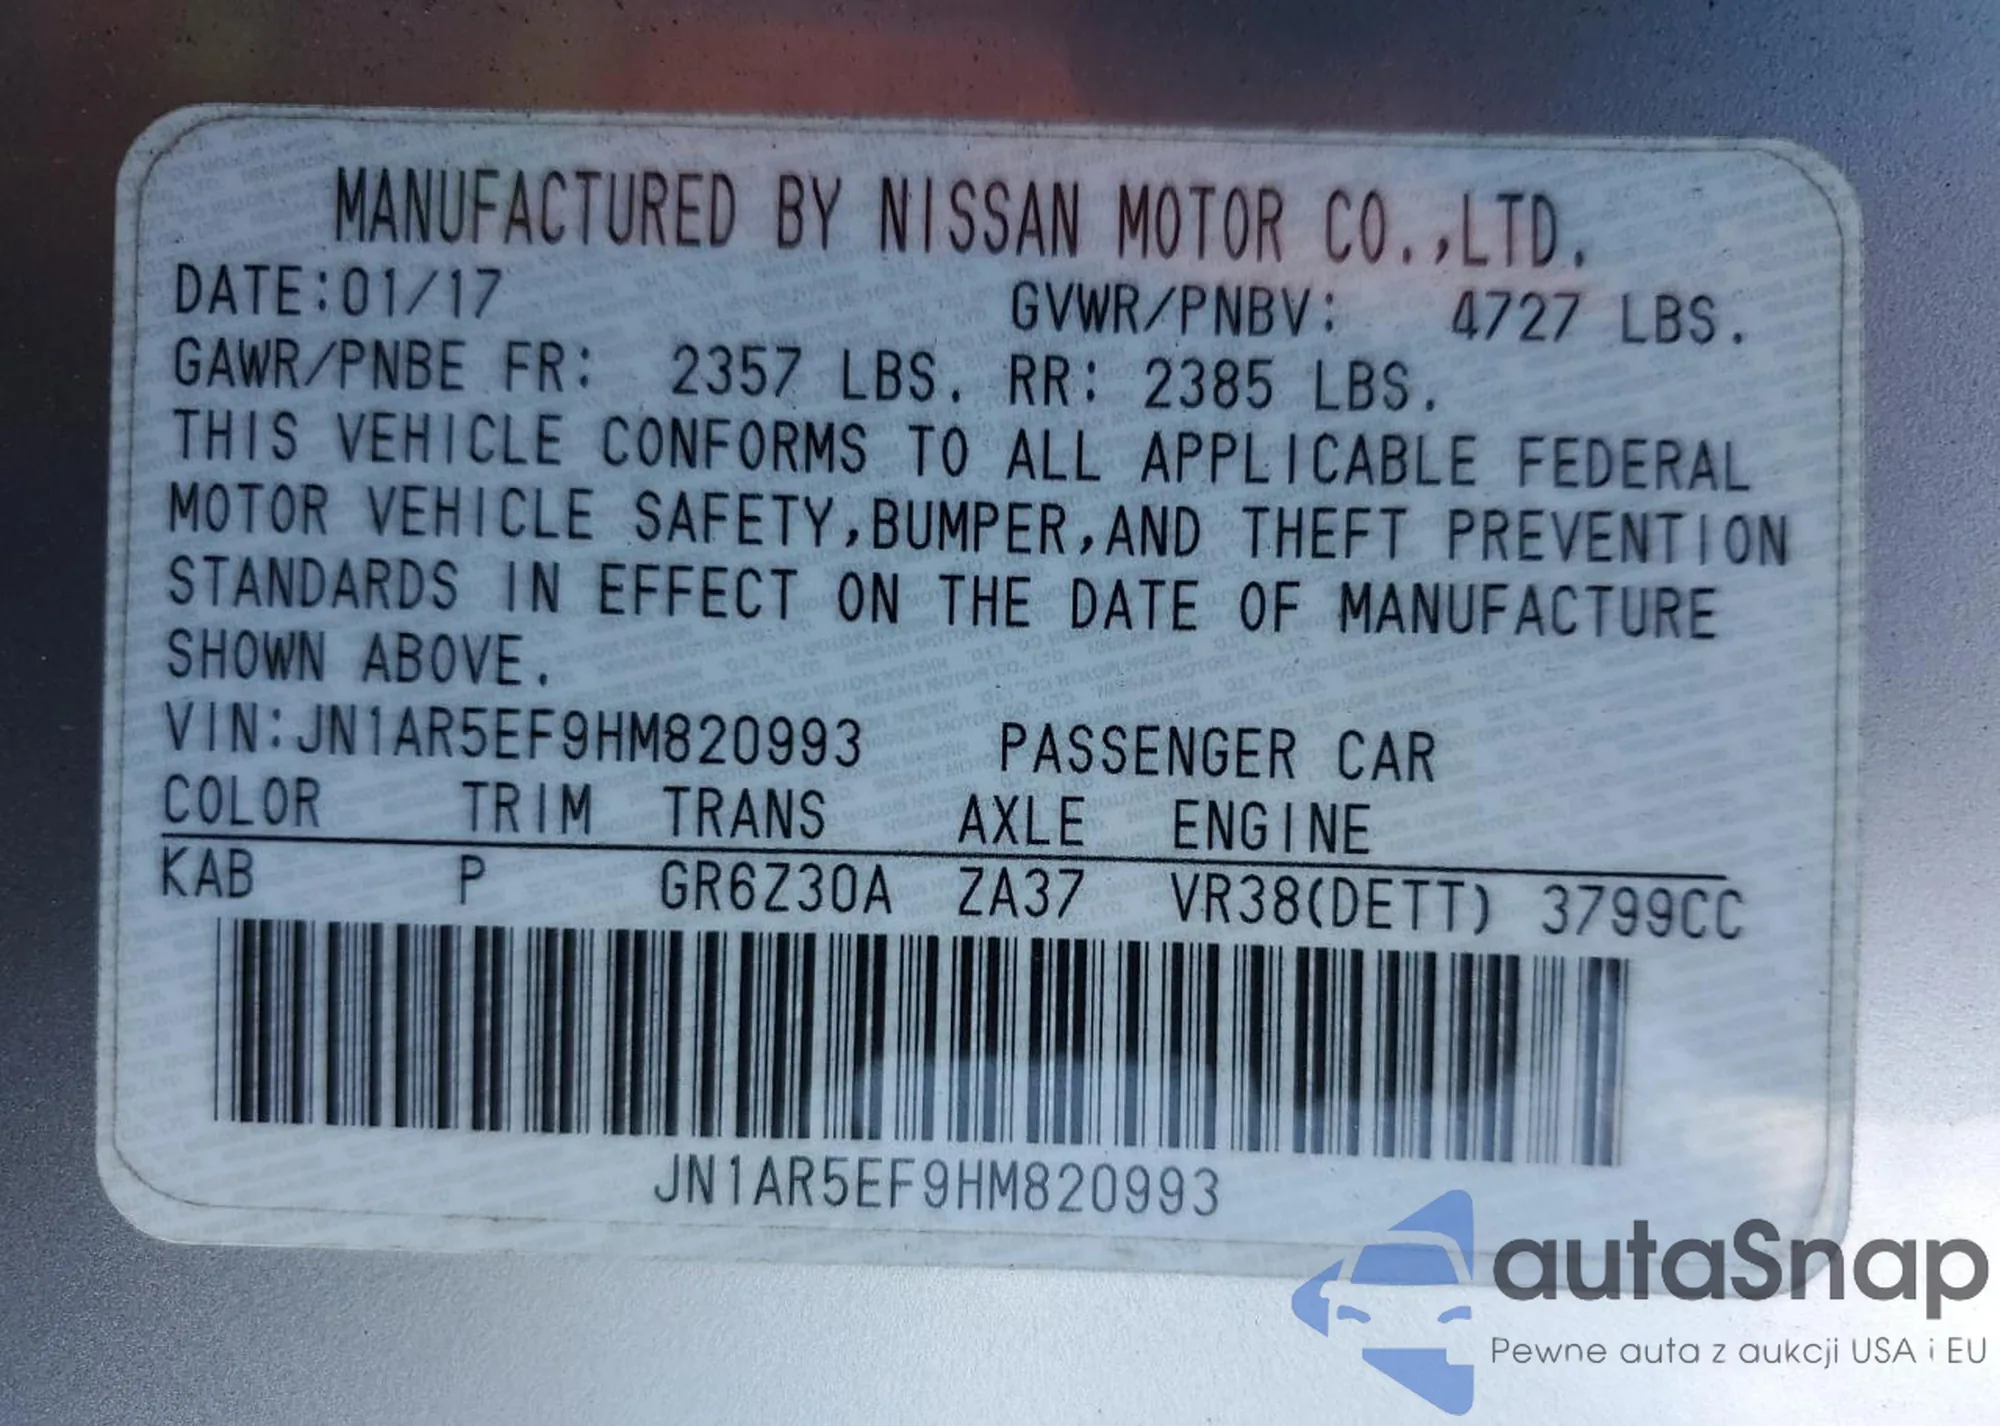 MANUFACTURED BY NISSAN MOTOR CO.,LTD.
DATE:01/17 GVWR/PNBV: 4727 LBS.
GAWR/PNBE FR: 2357 LBS. RR: 2385 LBS.
THIS VEHICLE CONFORMS TO ALL APPLICABLE FEDERAL
MOTOR VEHICLE SAFETY,BUMPER,AND THEFT PREVENTION
STANDARDS IN EFFECT ON THE DATE OF MANUFACTURE
SHOWN ABOVE.
VIN:JN1AR5EF9HM820993 PASSENGER CAR
COLOR TRIM TRANS AXLE ENGINE
KAB P GR6Z30A ZA37 VR38(DETT) 3799CC
JN1AR5EF9HM820993
autaSnap
Pewne auta z aukcji USA i EU